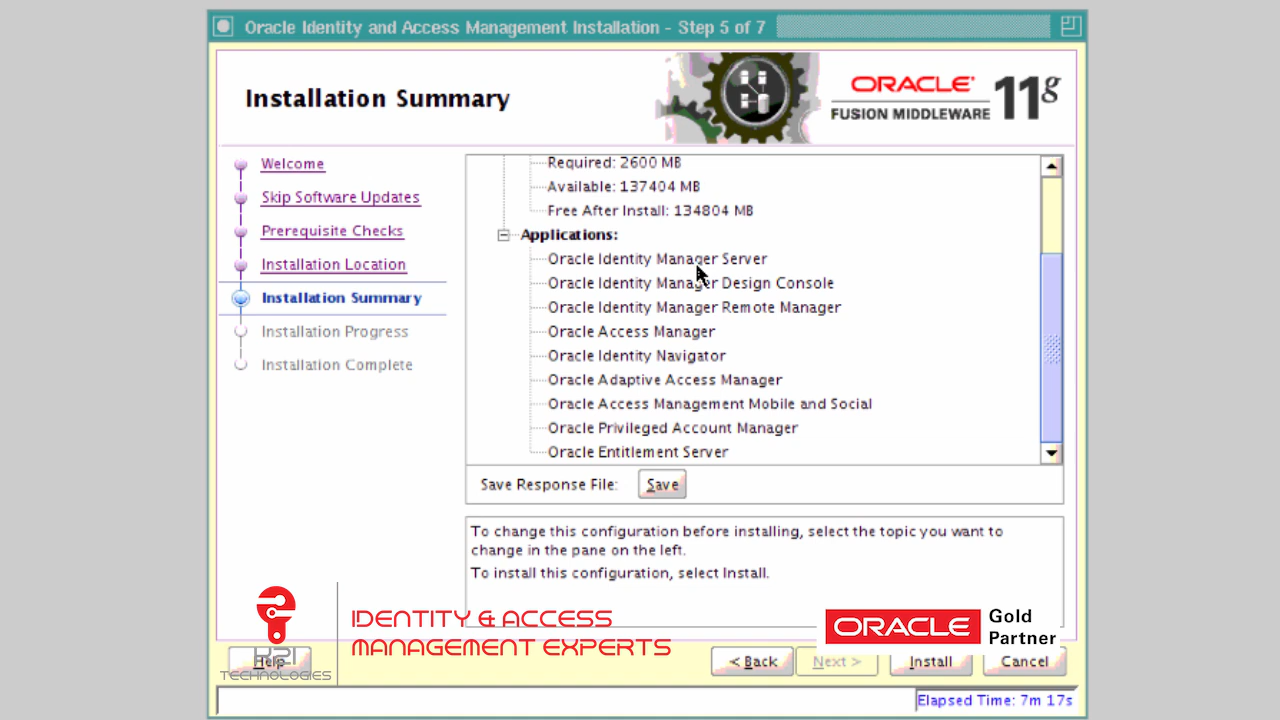 Oracle Identity and Access Management Installation - Step 5 of 7
Installation Summary
ORACLE
FUSION MIDDLEWARE 11g
Welcome
Skip Software Updates
Prerequisite Checks
Installation Location
Installation Summary
Installation Progress
Installation Complete
Required: 2600 MB
Available: 137404 MB
Free After Install: 134804 MB
Applications:
Oracle Identity Manager Server
Oracle Identity Manager Design Console
Oracle Identity Manager Remote Manager
Oracle Access Manager
Oracle Identity Navigator
Oracle Adaptive Access Manager
Oracle Access Management Mobile and Social
Oracle Privileged Account Manager
Oracle Entitlement Server
Save Response File: Save
To change this configuration before installing, select the topic you want to
change in the pane on the left.
To install this configuration, select Install.
K21
TECHNOLOGIES
IDENTITY & ACCESS
MANAGEMENT EXPERTS
ORACLE Gold
Partner
Help
< Back Next > Install Cancel
Elapsed Time: 7m 17s